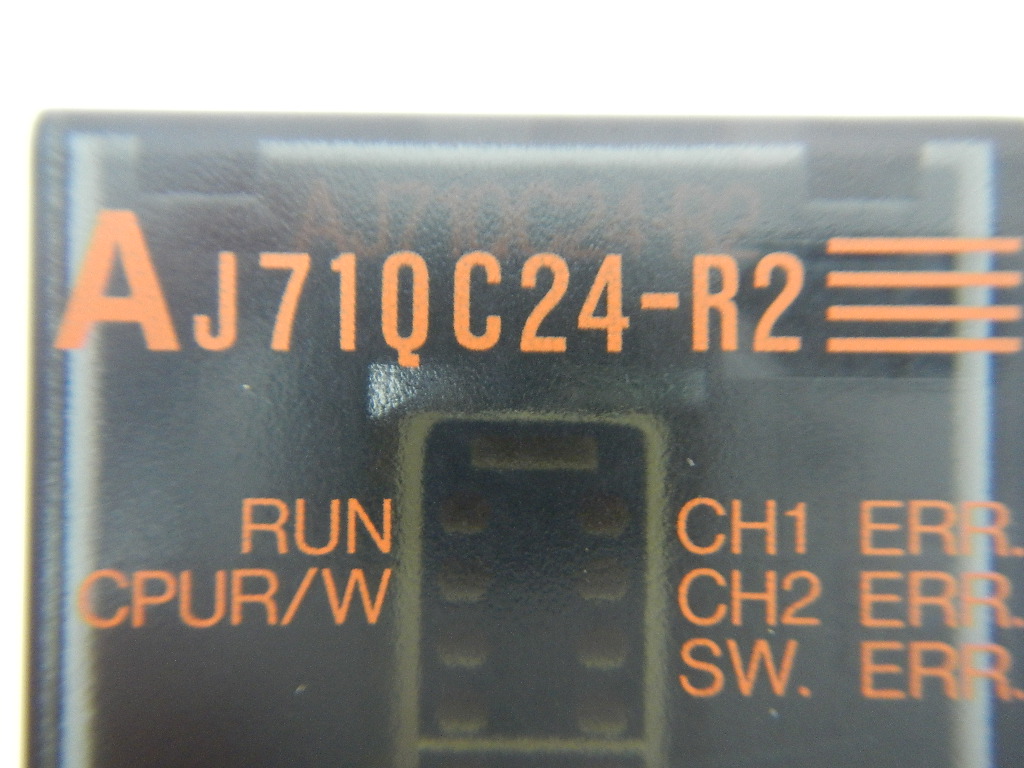 AJ71QC24-R2
RUN CH1 ERR.
CPUR/W CH2 ERR.
SW. ERR.